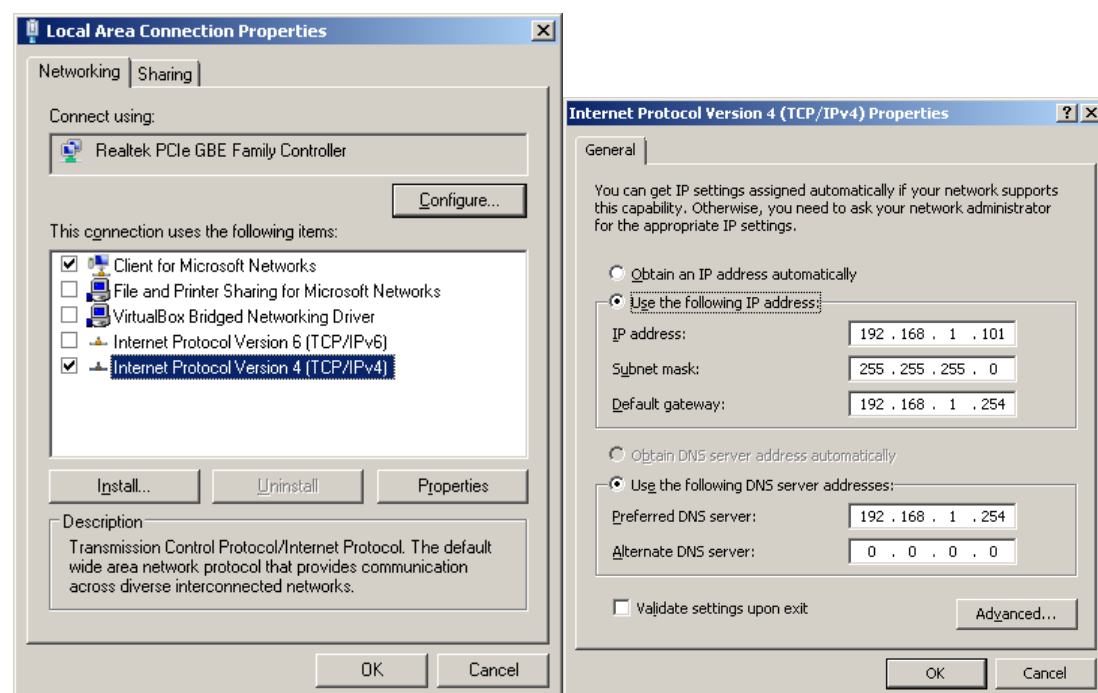 Local Area Connection Properties
Networking
Sharing
Connect using:
Realtek PCIe GBE Family Controller
Configure...
This connection uses the following items:
Client for Microsoft Networks
File and Printer Sharing for Microsoft Networks
VirtualBox Bridged Networking Driver
Internet Protocol Version 6 (TCP/IPv6)
Internet Protocol Version 4 (TCP/IPv4)
Install...
Uninstall
Properties
Description
Transmission Control Protocol/Internet Protocol. The default
wide area network protocol that provides communication
across diverse interconnected networks.
OK
Cancel
Internet Protocol Version 4 (TCP/IPv4) Properties
General
You can get IP settings assigned automatically if your network supports
this capability. Otherwise, you need to ask your network administrator
for the appropriate IP settings.
Obtain an IP address automatically
Use the following IP address:
IP address: 192 . 168 . 1 . 101
Subnet mask: 255 . 255 . 255 . 0
Default gateway: 192 . 168 . 1 . 254
Obtain DNS server address automatically
Use the following DNS server addresses:
Preferred DNS server: 192 . 168 . 1 . 254
Alternate DNS server: 0 . 0 . 0 . 0
Validate settings upon exit
Advanced...
OK
Cancel